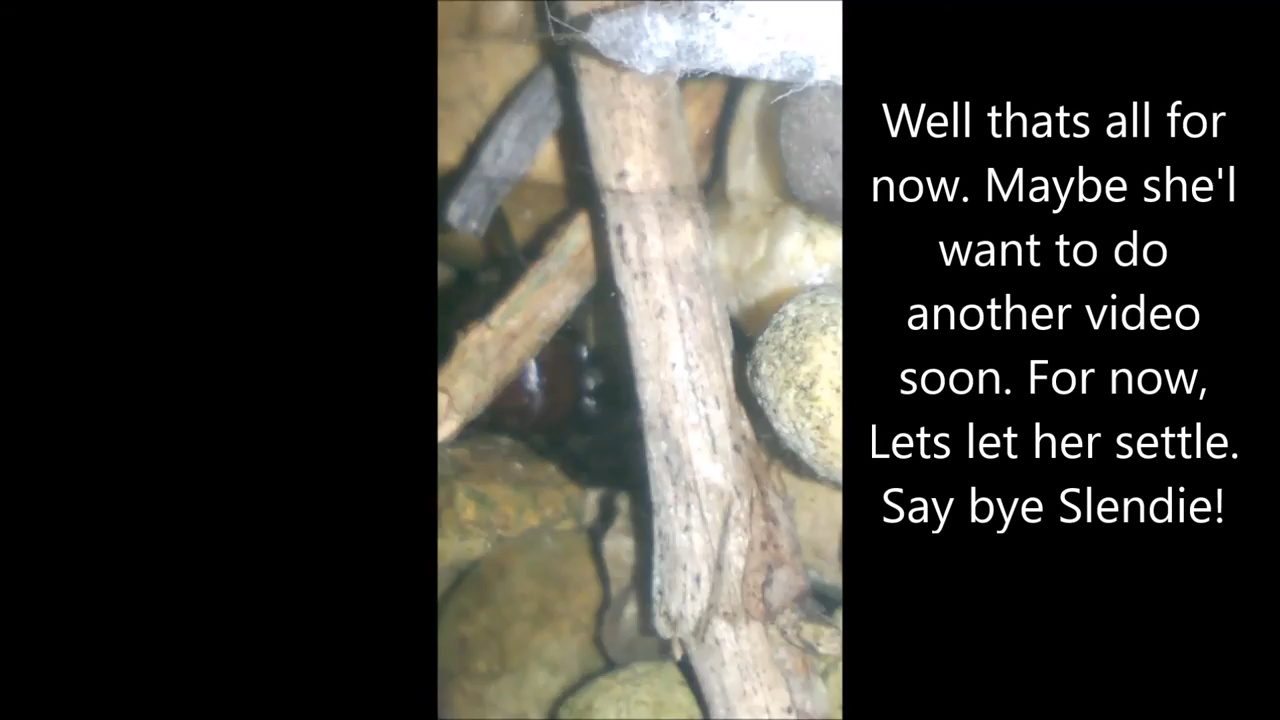 Well thats all for
now. Maybe she'l
want to do
another video
soon. For now,
Lets let her settle.
Say bye Slendie!